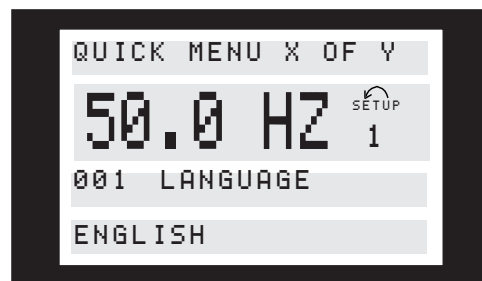 QUICK MENU X OF Y
50.0 HZ SETUP 1
001 LANGUAGE
ENGLISH